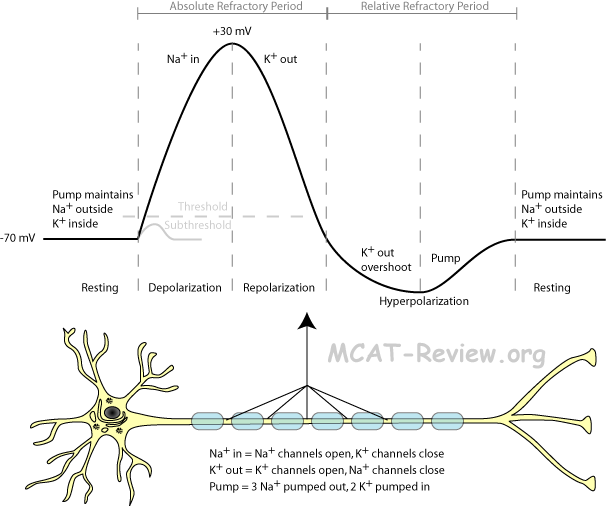 Absolute Refractory Period
Relative Refractory Period
+30 mV
Na+ in
K+ out
Pump maintains
Na+ outside
K+ inside
Threshold
Subthreshold
Pump maintains
Na+ outside
K+ inside
-70 mV
K+ out
overshoot
Pump
Resting
Depolarization
Repolarization
Hyperpolarization
Resting
MCAT-Review.org
Na+ in = Na+ channels open, K+ channels close
K+ out = K+ channels open, Na+ channels close
Pump = 3 Na+ pumped out, 2 K+ pumped in